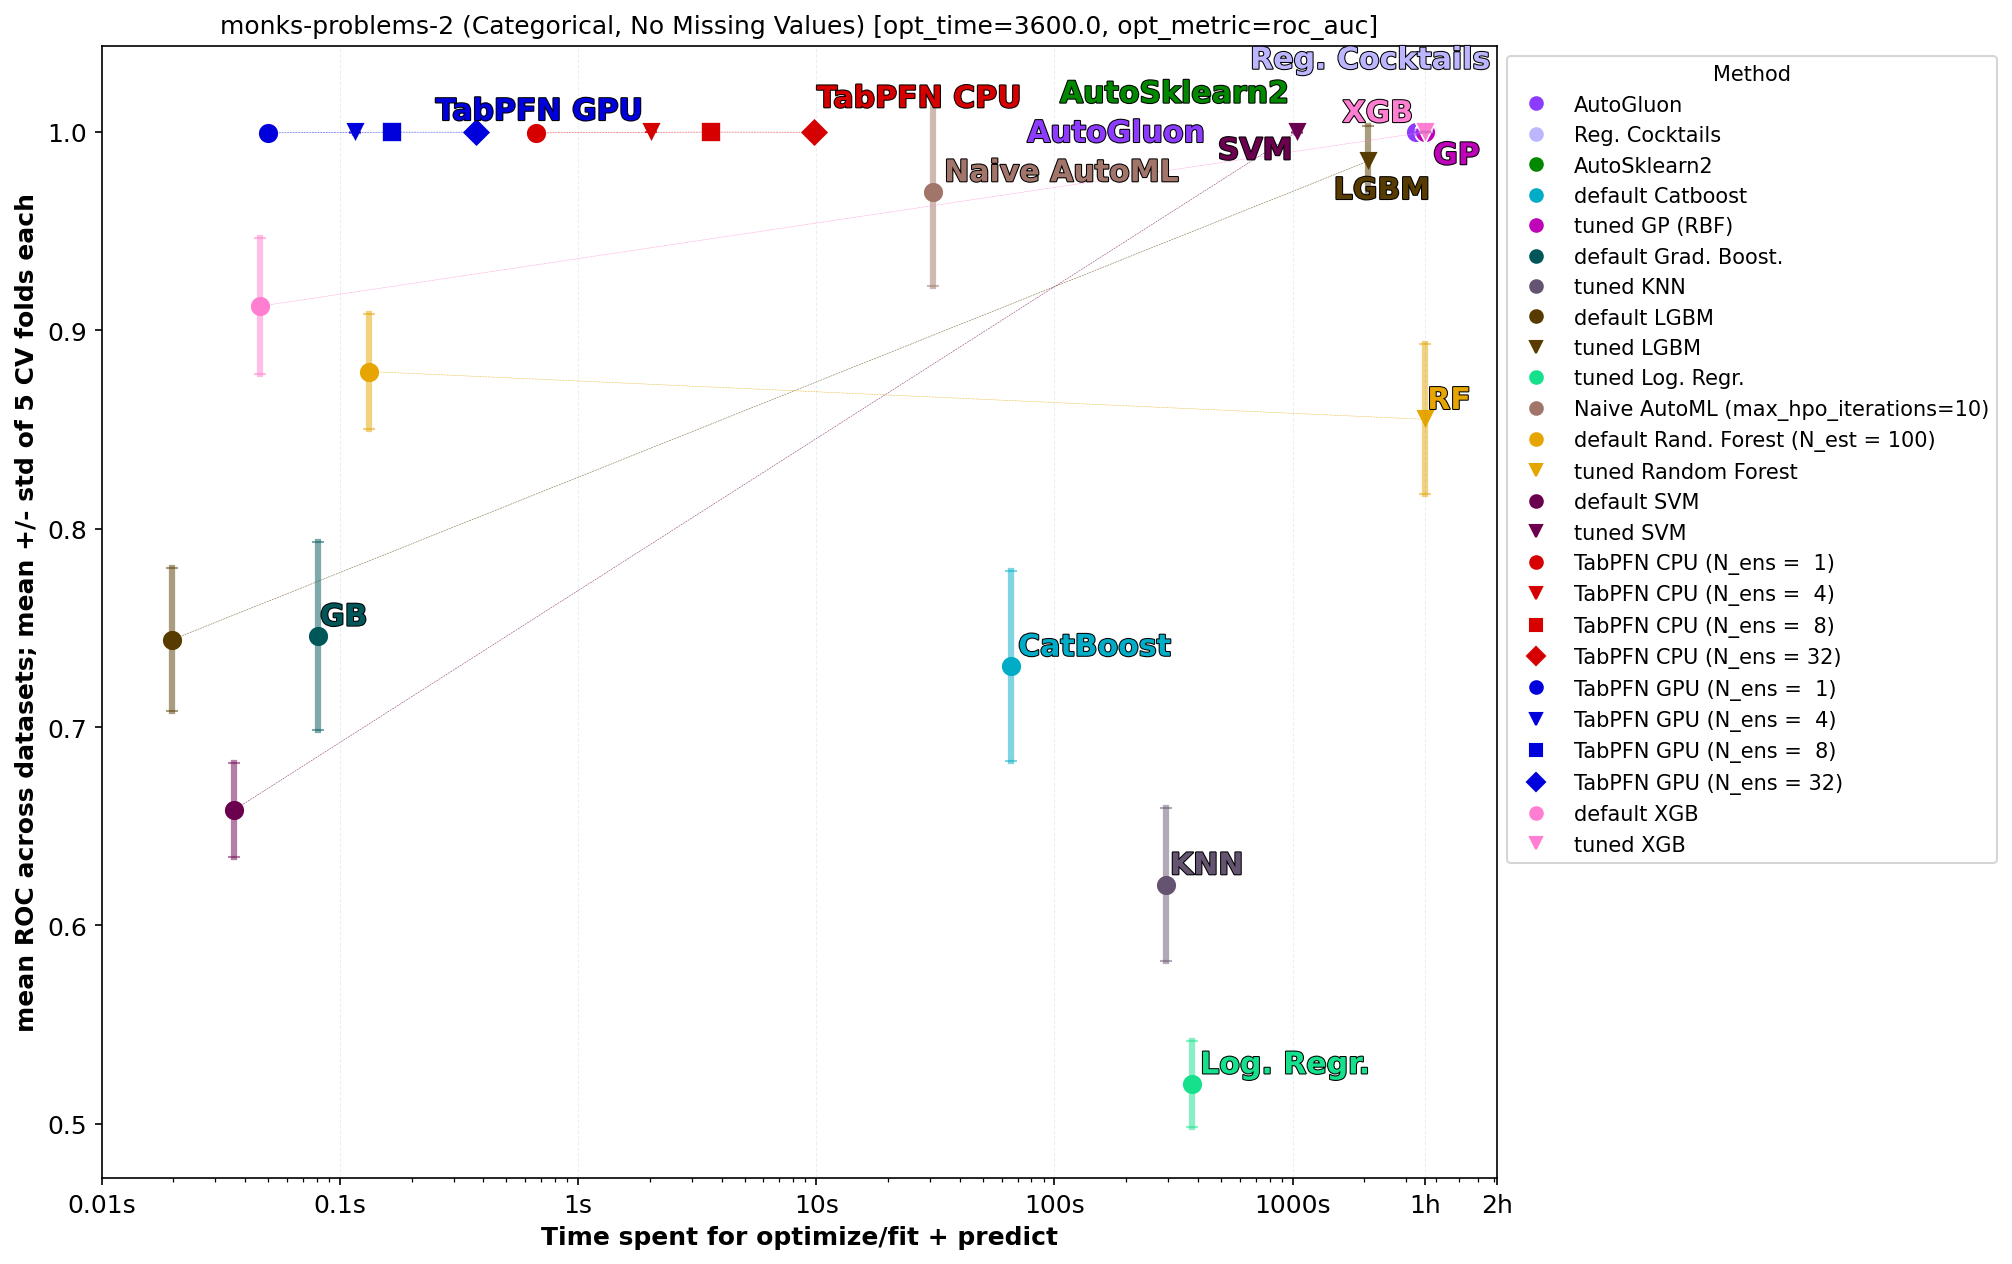 monks-problems-2 (Categorical, No Missing Values) [opt_time=3600.0, opt_metric=roc_auc]
mean ROC across datasets; mean +/- std of 5 CV folds each
1.0
0.9
0.8
0.7
0.6
0.5
Reg. Cocktails
AutoSklearn2
TabPFN CPU
TabPFN GPU
XGB
AutoGluon
SVM
GP
Naive AutoML
LGBM
RF
GB
CatBoost
KNN
Log. Regr.
0.01s
0.1s
1s
10s
100s
1000s
1h
2h
Time spent for optimize/fit + predict
Method
AutoGluon
Reg. Cocktails
AutoSklearn2
default Catboost
tuned GP (RBF)
default Grad. Boost.
tuned KNN
default LGBM
tuned LGBM
tuned Log. Regr.
Naive AutoML (max_hpo_iterations=10)
default Rand. Forest (N_est = 100)
tuned Random Forest
default SVM
tuned SVM
TabPFN CPU (N_ens =  1)
TabPFN CPU (N_ens =  4)
TabPFN CPU (N_ens =  8)
TabPFN CPU (N_ens = 32)
TabPFN GPU (N_ens =  1)
TabPFN GPU (N_ens =  4)
TabPFN GPU (N_ens =  8)
TabPFN GPU (N_ens = 32)
default XGB
tuned XGB